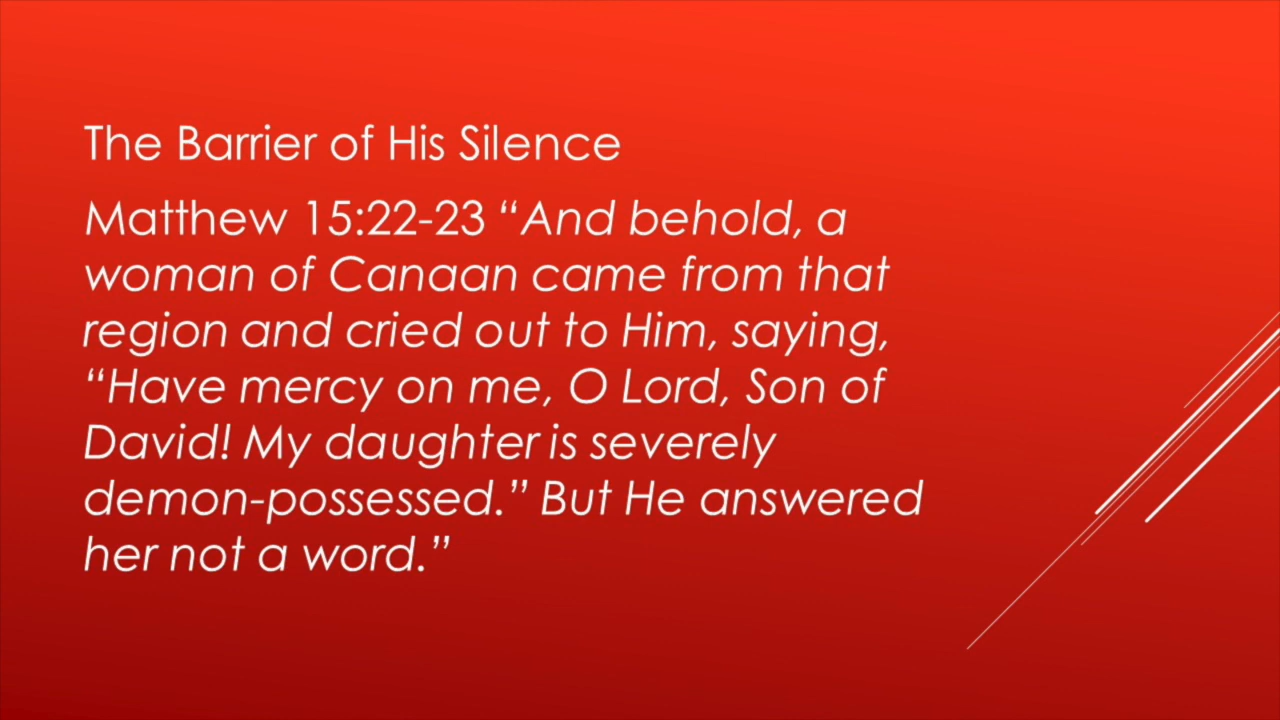 The Barrier of His Silence
Matthew 15:22-23 “And behold, a
woman of Canaan came from that
region and cried out to Him, saying,
“Have mercy on me, O Lord, Son of
David! My daughter is severely
demon-possessed.” But He answered
her not a word.”